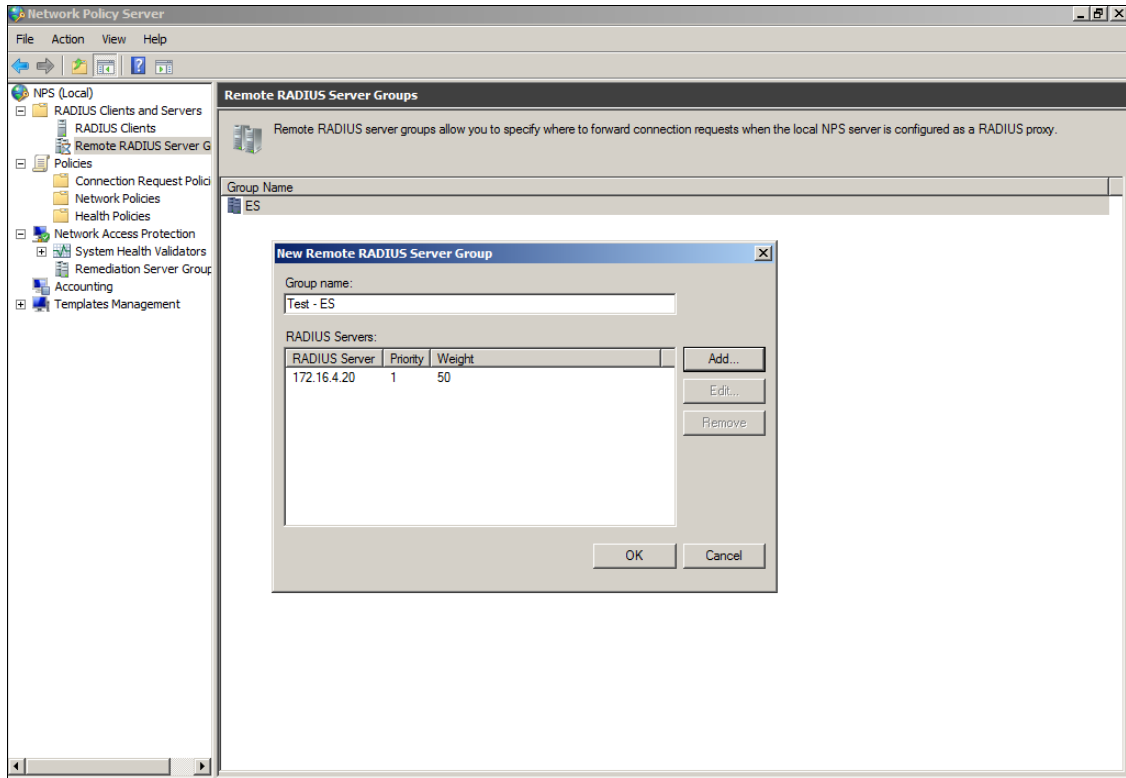 Network Policy Server
File Action View Help
NPS (Local)
RADIUS Clients and Servers
RADIUS Clients
Remote RADIUS Server G
Policies
Connection Request Polici
Network Policies
Health Policies
Network Access Protection
System Health Validators
Remediation Server Group
Accounting
Templates Management
Remote RADIUS Server Groups
Remote RADIUS server groups allow you to specify where to forward connection requests when the local NPS server is configured as a RADIUS proxy.
Group Name
ES
New Remote RADIUS Server Group
Group name:
Test - ES
RADIUS Servers:
RADIUS Server Priority Weight
172.16.4.20 1 50
Add...
Edit...
Remove
OK Cancel